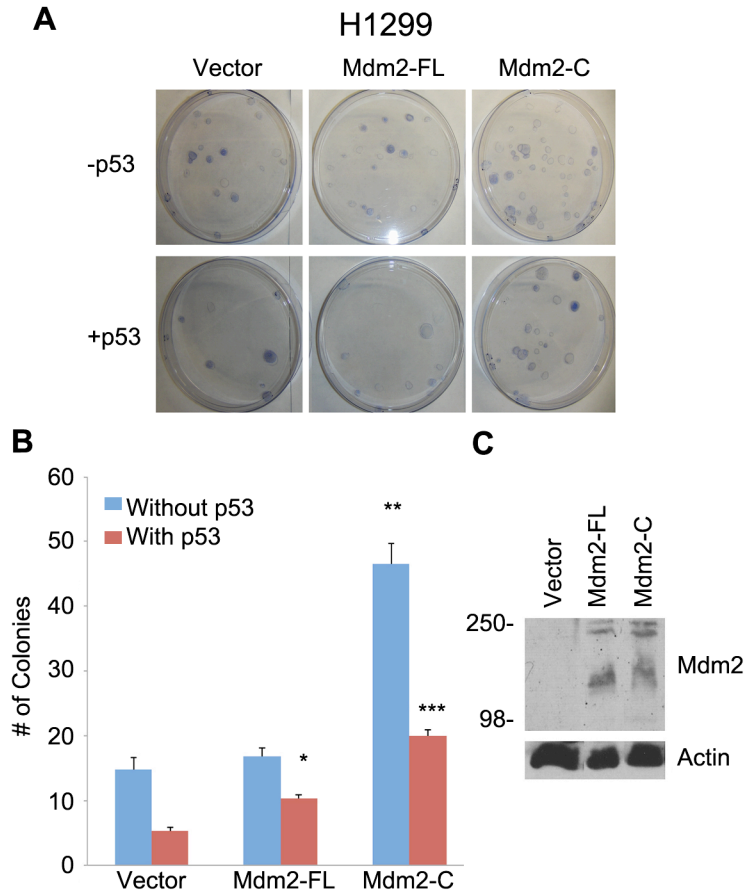 A
H1299
Vector Mdm2-FL Mdm2-C
-p53
+p53
B
60
50
40
30
20
10
0
# of Colonies
Without p53
With p53
**
***
*
Vector Mdm2-FL Mdm2-C
C
Vector
Mdm2-FL
Mdm2-C
250-
98-
Mdm2
Actin